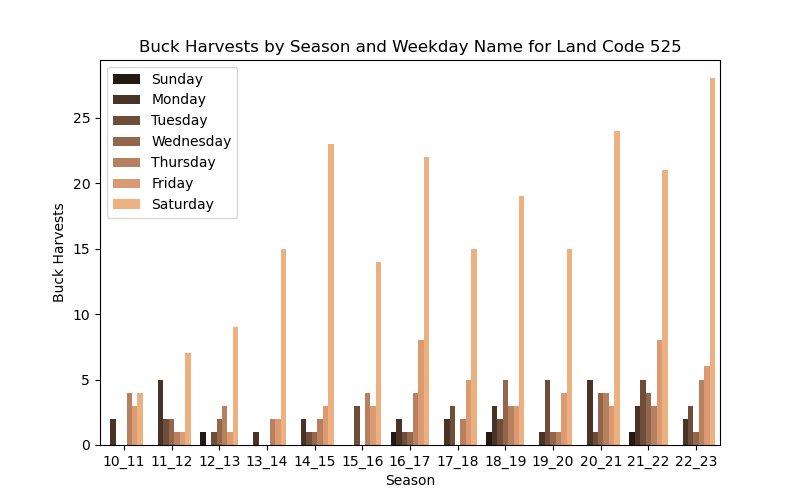 Buck Harvests by Season and Weekday Name for Land Code 525
Sunday
Monday
Tuesday
Wednesday
Thursday
Friday
Saturday
25
20
15
10
5
0
Buck Harvests
10_11 11_12 12_13 13_14 14_15 15_16 16_17 17_18 18_19 19_20 20_21 21_22 22_23
Season